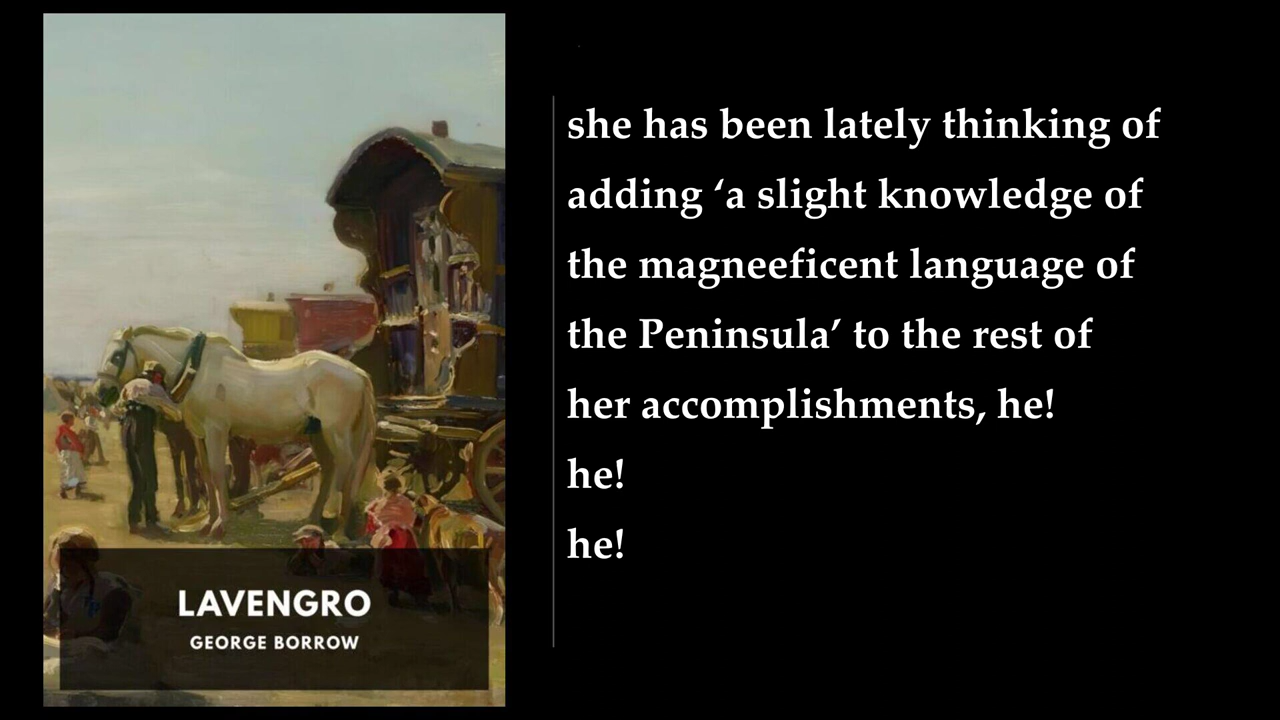 she has been lately thinking of
adding ‘a slight knowledge of
the magneeficent language of
the Peninsula’ to the rest of
her accomplishments, he!
he!
he!
LAVENGRO
GEORGE BORROW